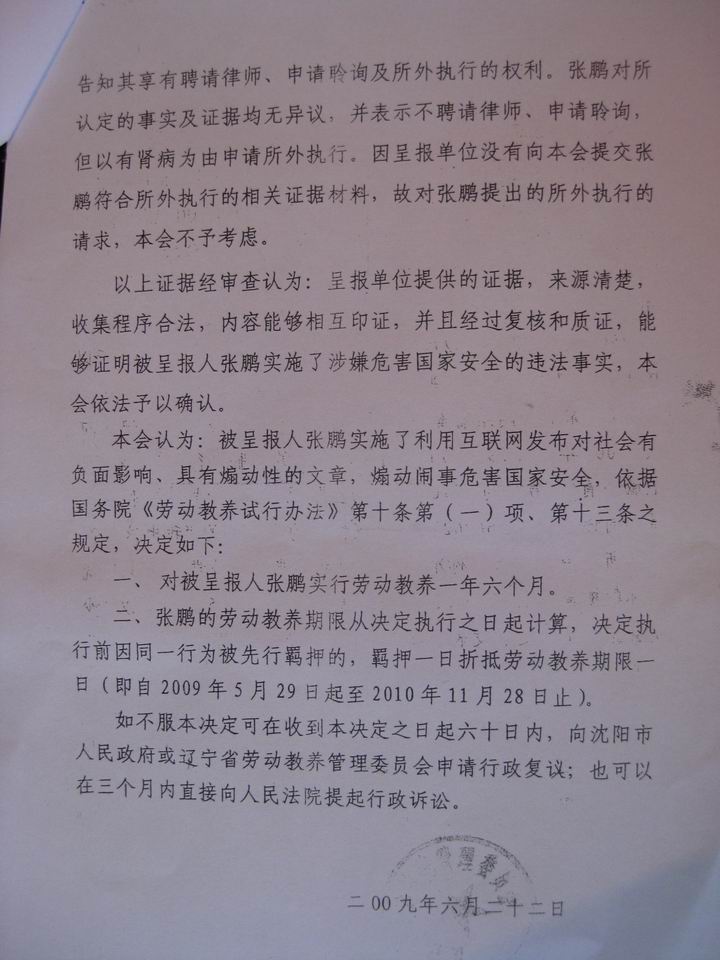 告知其享有聘请律师、申请聆询及所外执行的权利。张鹏对所
认定的事实及证据均无异议，并表示不聘请律师、申请聆询，
但以有肾病为由申请所外执行。因呈报单位没有向本会提交张
鹏符合所外执行的相关证据材料，故对张鹏提出的所外执行的
请求，本会不予考虑。
以上证据经审查认为：呈报单位提供的证据，来源清楚，
收集程序合法，内容能够相互印证，并且经过复核和质证，能
够证明被呈报人张鹏实施了涉嫌危害国家安全的违法事实，本
会依法予以确认。
本会认为：被呈报人张鹏实施了利用互联网发布对社会有
负面影响、具有煽动性的文章，煽动闹事危害国家安全，依据
国务院《劳动教养试行办法》第十条第（一）项、第十三条之
规定，决定如下：
一、对被呈报人张鹏实行劳动教养一年六个月。
二、张鹏的劳动教养期限从决定执行之日起计算，决定执
行前因同一行为被先行羁押的，羁押一日折抵劳动教养期限一
日（即自 2009 年 5 月 29 日起至 2010 年 11 月 28 日止）。
如不服本决定可在收到本决定之日起六十日内，向沈阳市
人民政府或辽宁省劳动教养管理委员会申请行政复议；也可以
在三个月内直接向人民法院提起行政诉讼。
二00九年六月二十二日